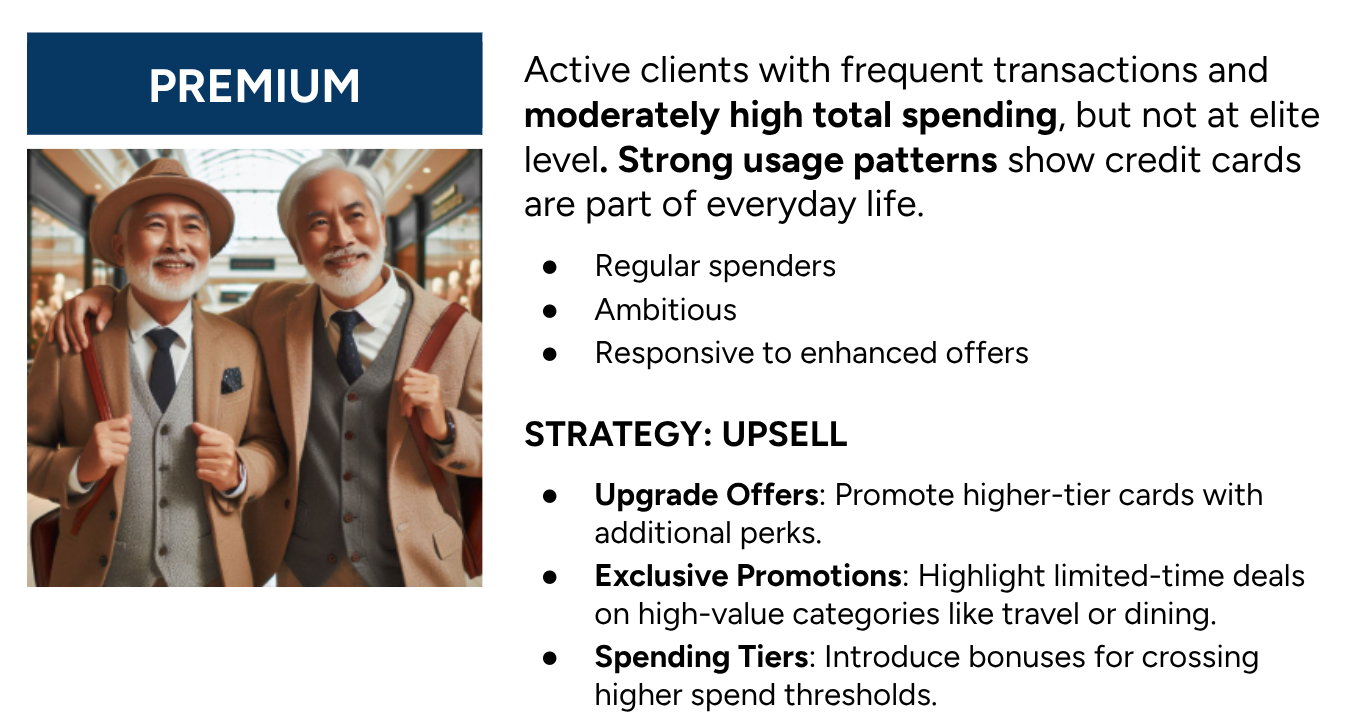 PREMIUM
Active clients with frequent transactions and
moderately high total spending, but not at elite
level. Strong usage patterns show credit cards
are part of everyday life.
● Regular spenders
● Ambitious
● Responsive to enhanced offers
STRATEGY: UPSELL
● Upgrade Offers: Promote higher-tier cards with
additional perks.
● Exclusive Promotions: Highlight limited-time deals
on high-value categories like travel or dining.
● Spending Tiers: Introduce bonuses for crossing
higher spend thresholds.